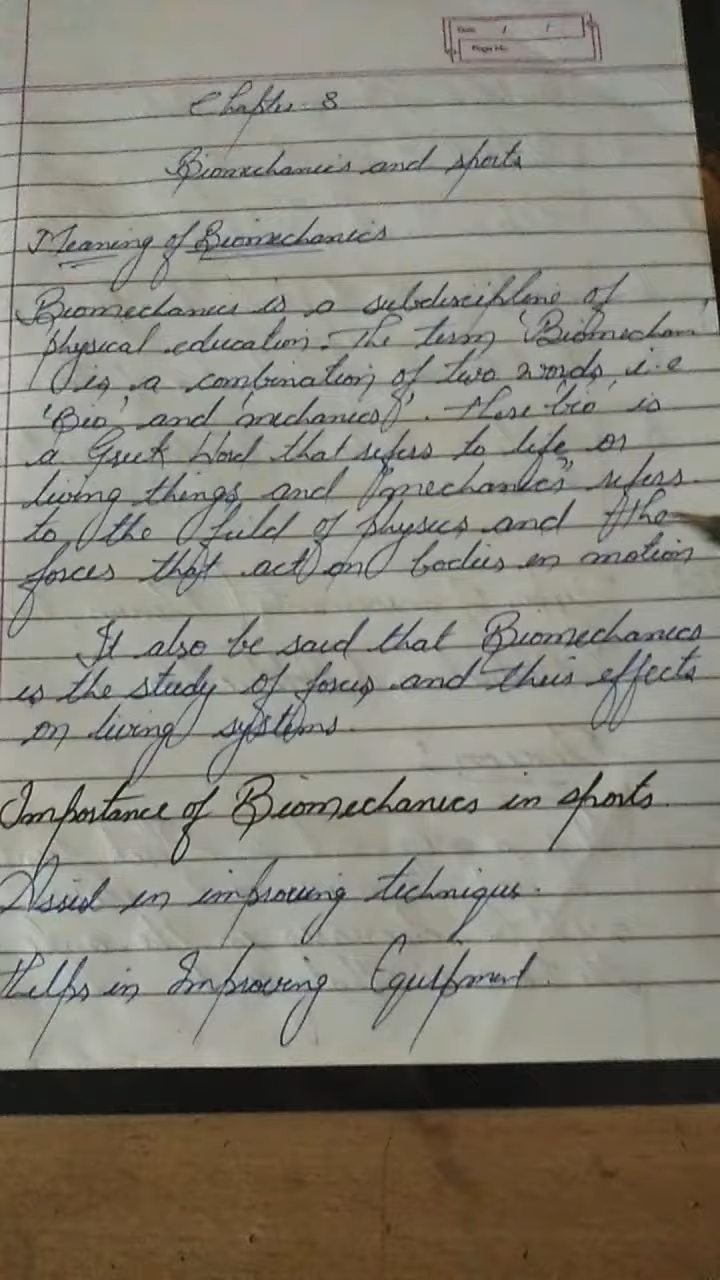 Date / /
Page No.
Chapter 8
Biomechanics and sports
Meaning of Biomechanics
Biomechanics is a subdiscipline of
physical education. The term 'Biomechan
is a combination of two words, i.e
'Bio' and 'mechanics'. Here 'bio' is
a Greek Word that refers to life or
living things and "mechanics" refers
to the field of physics and the
forces that act on bodies in motion
It also be said that Biomechanics
is the study of forces and their effects
on living systems.
Importance of Biomechanics in sports.
Assist in improving technique.
Helps in Improving Equipment.